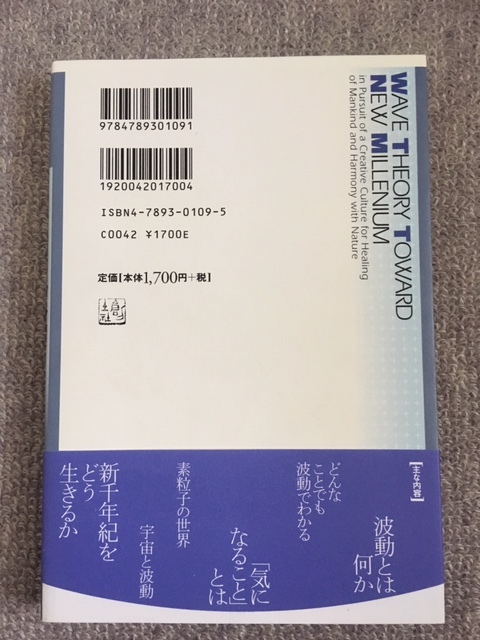 9784789301091
1920042017004
ISBN4-7893-0109-5
C0042 ¥1700E
定価[本体1,700円+税]
WAVE THEORY TOWARD
NEW MILLENIUM
in Pursuit of a Creative Culture for Healing
of Mankind and Harmony with Nature
【主な内容】
波動とは
何か
どんな
ことでも
波動でわかる
「気に
なること」
とは
素粒子の世界
宇宙と波動
新千年紀を
どう
生きるか